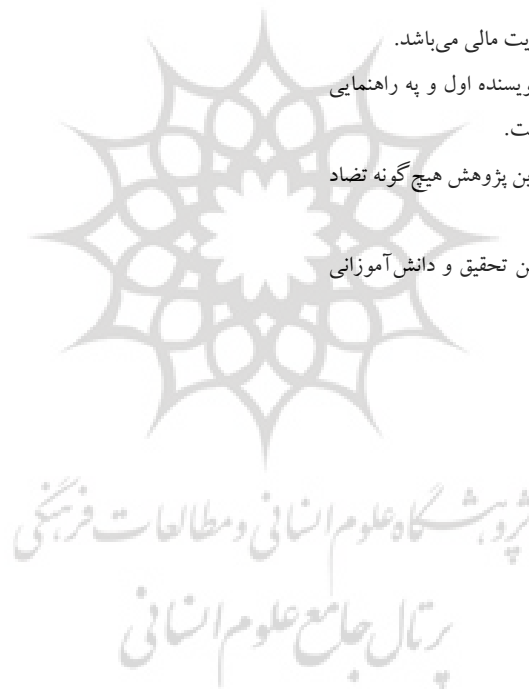 یت مالی می‌باشد.
ویسنده اول و په راهنمایی
ت.
ین پژوهش هیچ‌گونه تضاد
ن تحقیق و دانش‌آموزانی
پژوهشگاه علوم انسانی و مطالعات فرهنگی
پرتال جامع علوم انسانی